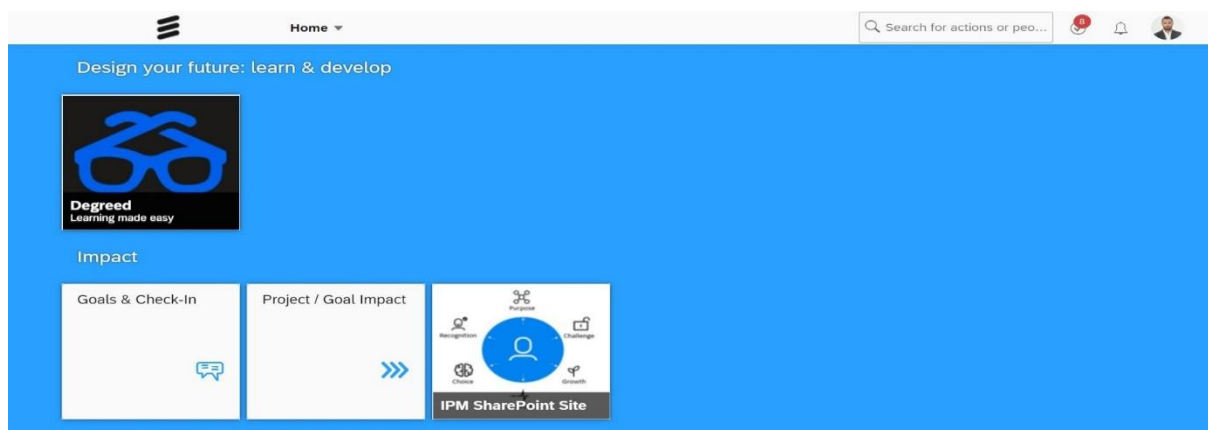 Home
Search for actions or peo...
8
Design your future: learn & develop
Degreed
Learning made easy
Impact
Goals & Check-In
Project / Goal Impact
Purpose
Recognition
Challenge
Choice
Growth
IPM SharePoint Site